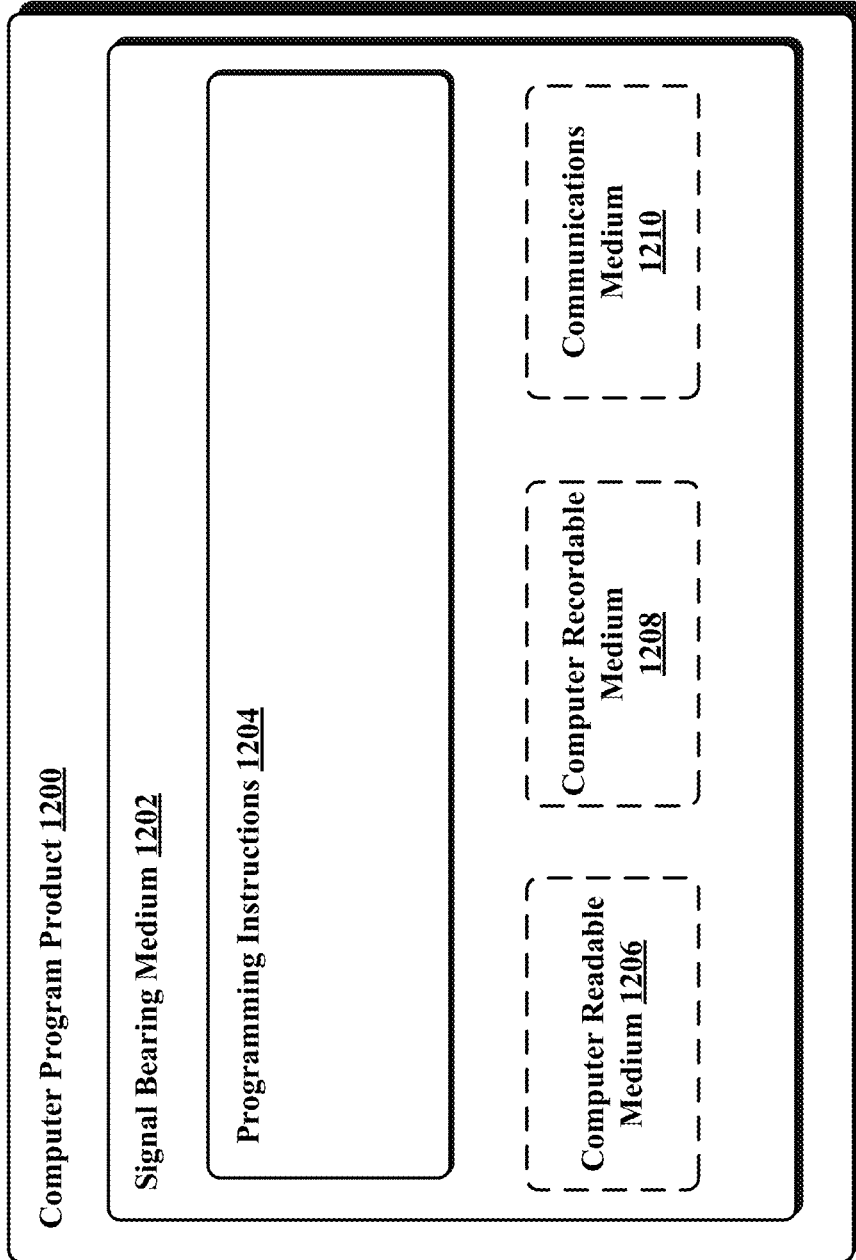 Computer Program Product 1200
Signal Bearing Medium 1202
Programming Instructions 1204
Computer Readable
Medium 1206
Computer Recordable
Medium
1208
Communications
Medium
1210